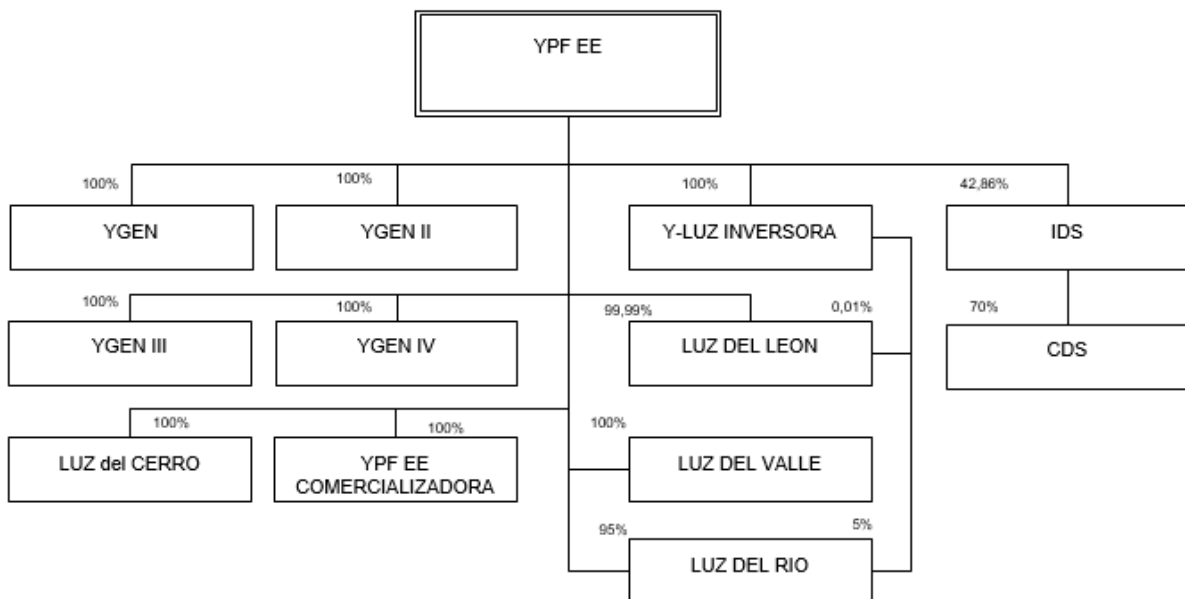 YPF EE
100%
100%
100%
42,86%
YGEN
YGEN II
Y-LUZ INVERSORA
IDS
100%
100%
99,99%
0,01%
70%
YGEN III
YGEN IV
LUZ DEL LEON
CDS
100%
100%
100%
LUZ del CERRO
YPF EE
COMERCIALIZADORA
LUZ DEL VALLE
95%
5%
LUZ DEL RIO